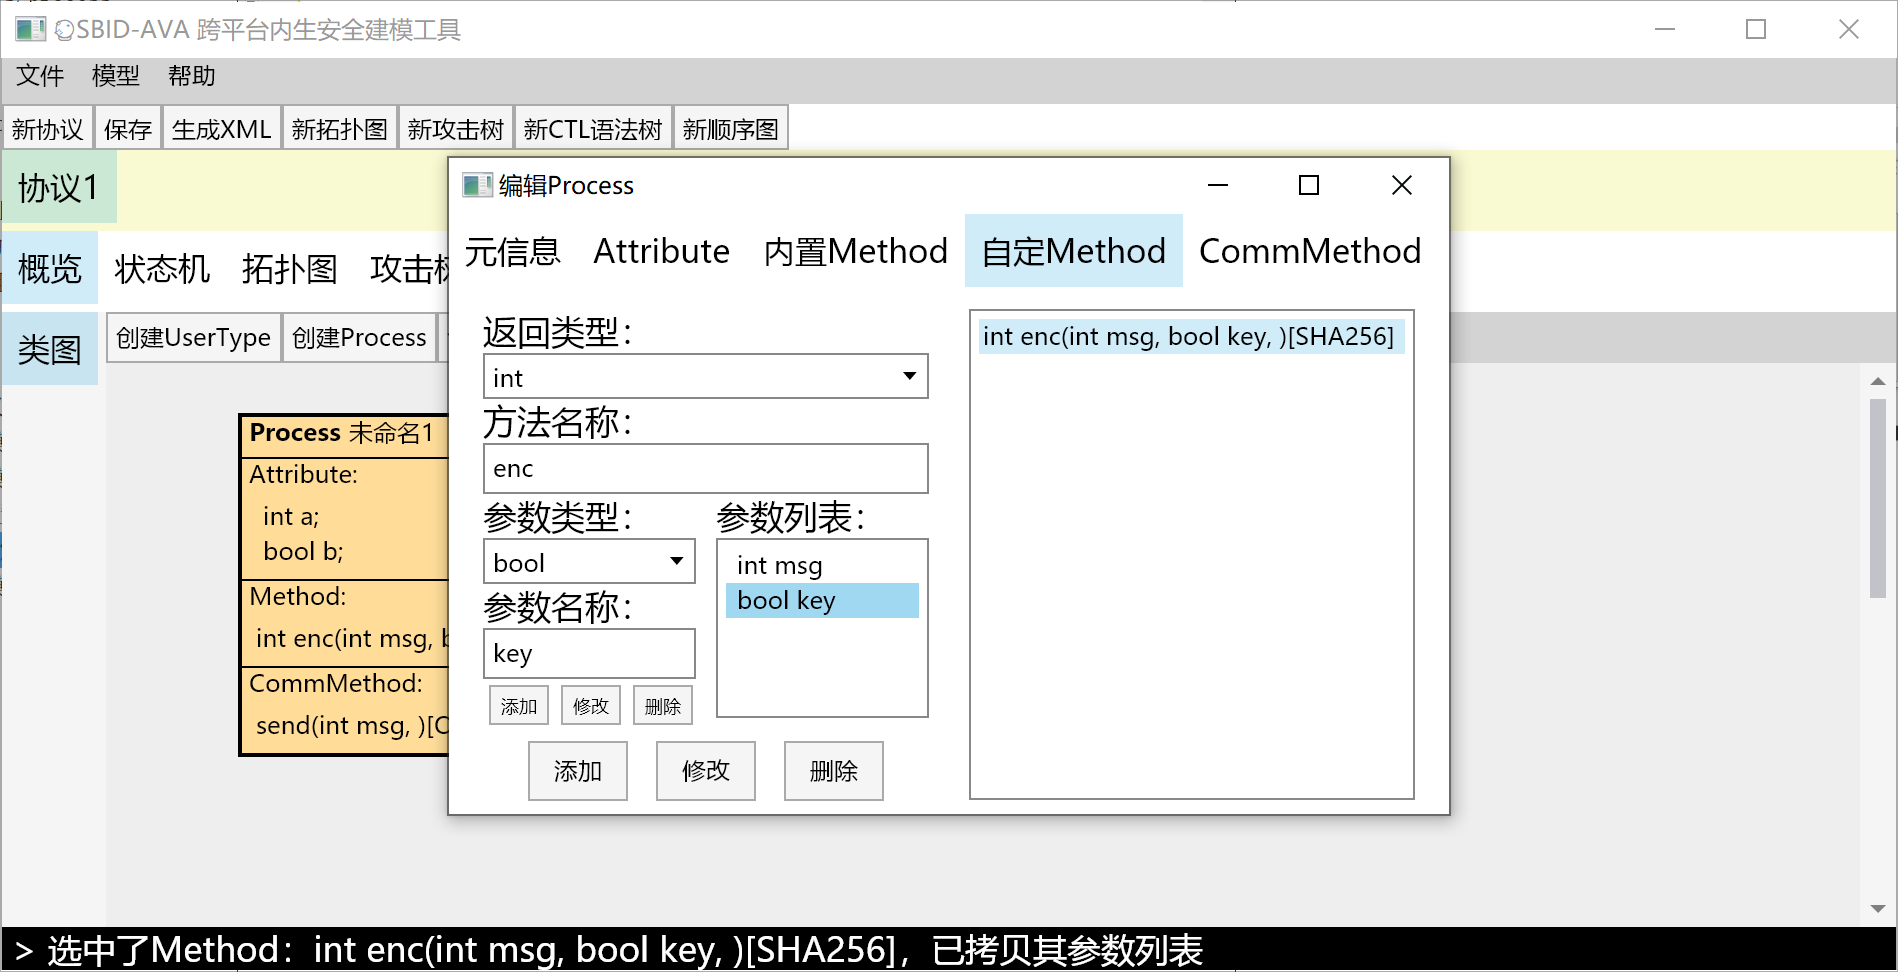 SBID-AVA 跨平台内生安全建模工具
文件 模型 帮助
新协议 保存 生成XML 新拓扑图 新攻击树 新CTL语法树 新顺序图
协议1
概览 状态机 拓扑图 攻击树
类图 创建UserType 创建Process
Process 未命名1
Attribute:
int a;
bool b;
Method:
int enc(int msg, b
CommMethod:
send(int msg, )[
编辑Process
元信息 Attribute 内置Method 自定Method CommMethod
返回类型：
int
方法名称：
enc
参数类型：
bool
参数名称：
key
添加 修改 删除
参数列表：
int msg
bool key
添加 修改 删除
int enc(int msg, bool key, )[SHA256]
> 选中了Method：int enc(int msg, bool key, )[SHA256]，已拷贝其参数列表